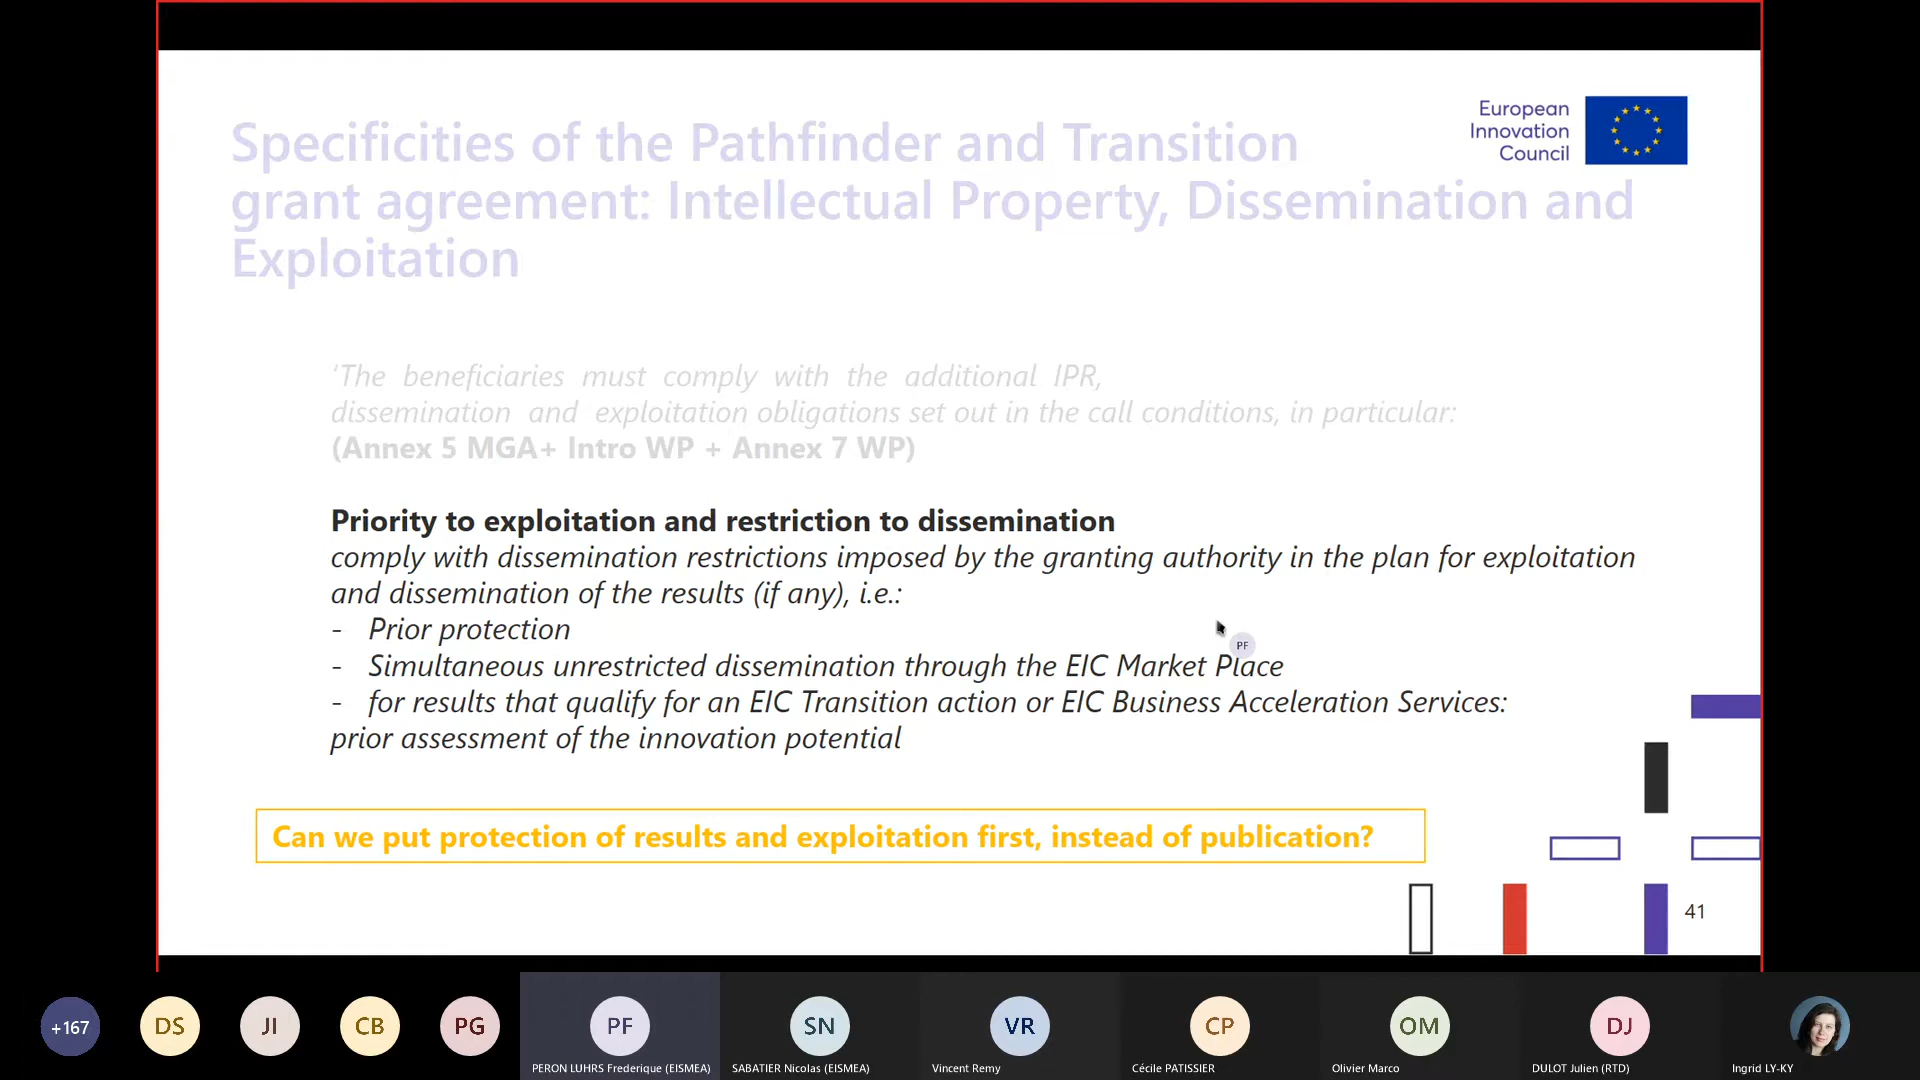 European
Innovation
Council
Specificities of the Pathfinder and Transition
grant agreement: Intellectual Property, Dissemination and
Exploitation
'The beneficiaries must comply with the additional IPR,
dissemination and exploitation obligations set out in the call conditions, in particular:
(Annex 5 MGA+ Intro WP + Annex 7 WP)
Priority to exploitation and restriction to dissemination
comply with dissemination restrictions imposed by the granting authority in the plan for exploitation
and dissemination of the results (if any), i.e.:
- Prior protection
PF
- Simultaneous unrestricted dissemination through the EIC Market Place
- for results that qualify for an EIC Transition action or EIC Business Acceleration Services:
prior assessment of the innovation potential
Can we put protection of results and exploitation first, instead of publication?
41
+167
DS
JI
CB
PG
PF
SN
VR
CP
OM
DJ
PERON LUHRS Frederique (EISMEA)
SABATIER Nicolas (EISMEA)
Vincent Remy
Cécile PATISSIER
Olivier Marco
DULOT Julien (RTD)
Ingrid LY-KY